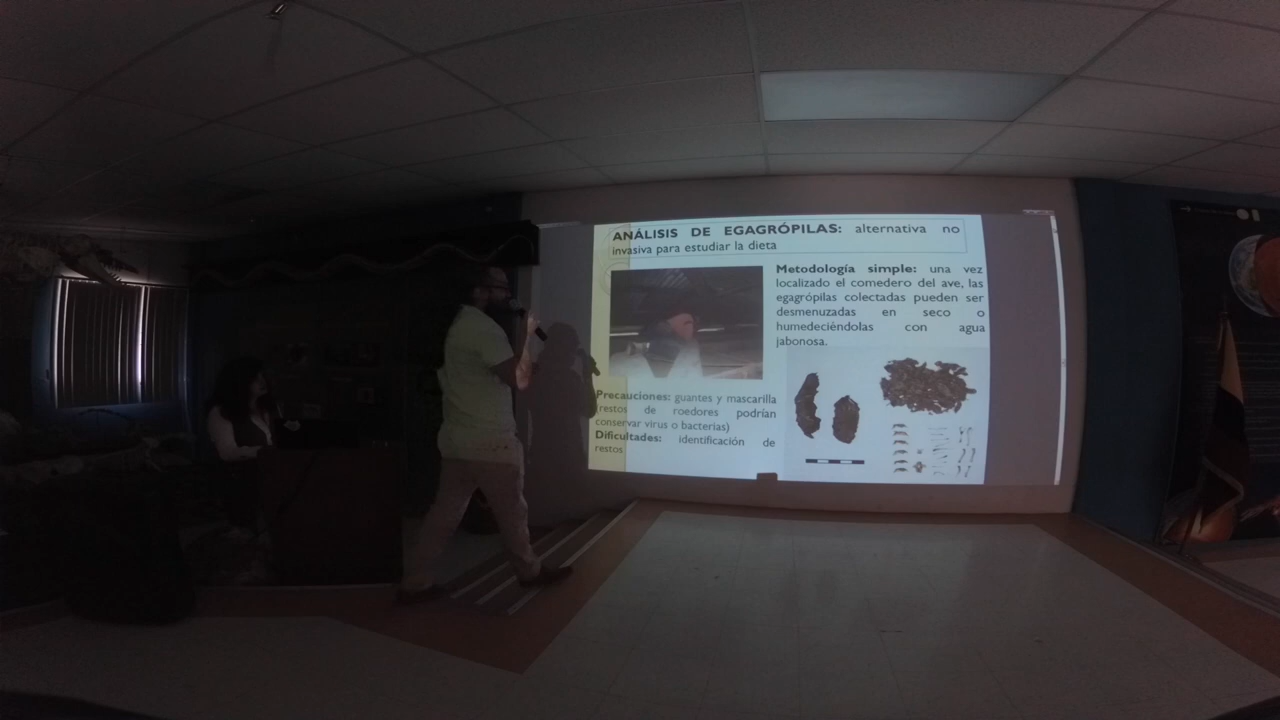 ANÁLISIS DE EGAGRÓPILAS: alternativa no
invasiva para estudiar la dieta
Metodología simple: una vez
localizado el comedero del ave, las
egagrópilas colectadas pueden ser
desmenuzadas en seco o
humedeciéndolas con agua
jabonosa.
Precauciones: guantes y mascarilla
(restos de roedores podrían
conservar virus o bacterias)
Dificultades: identificación de
restos